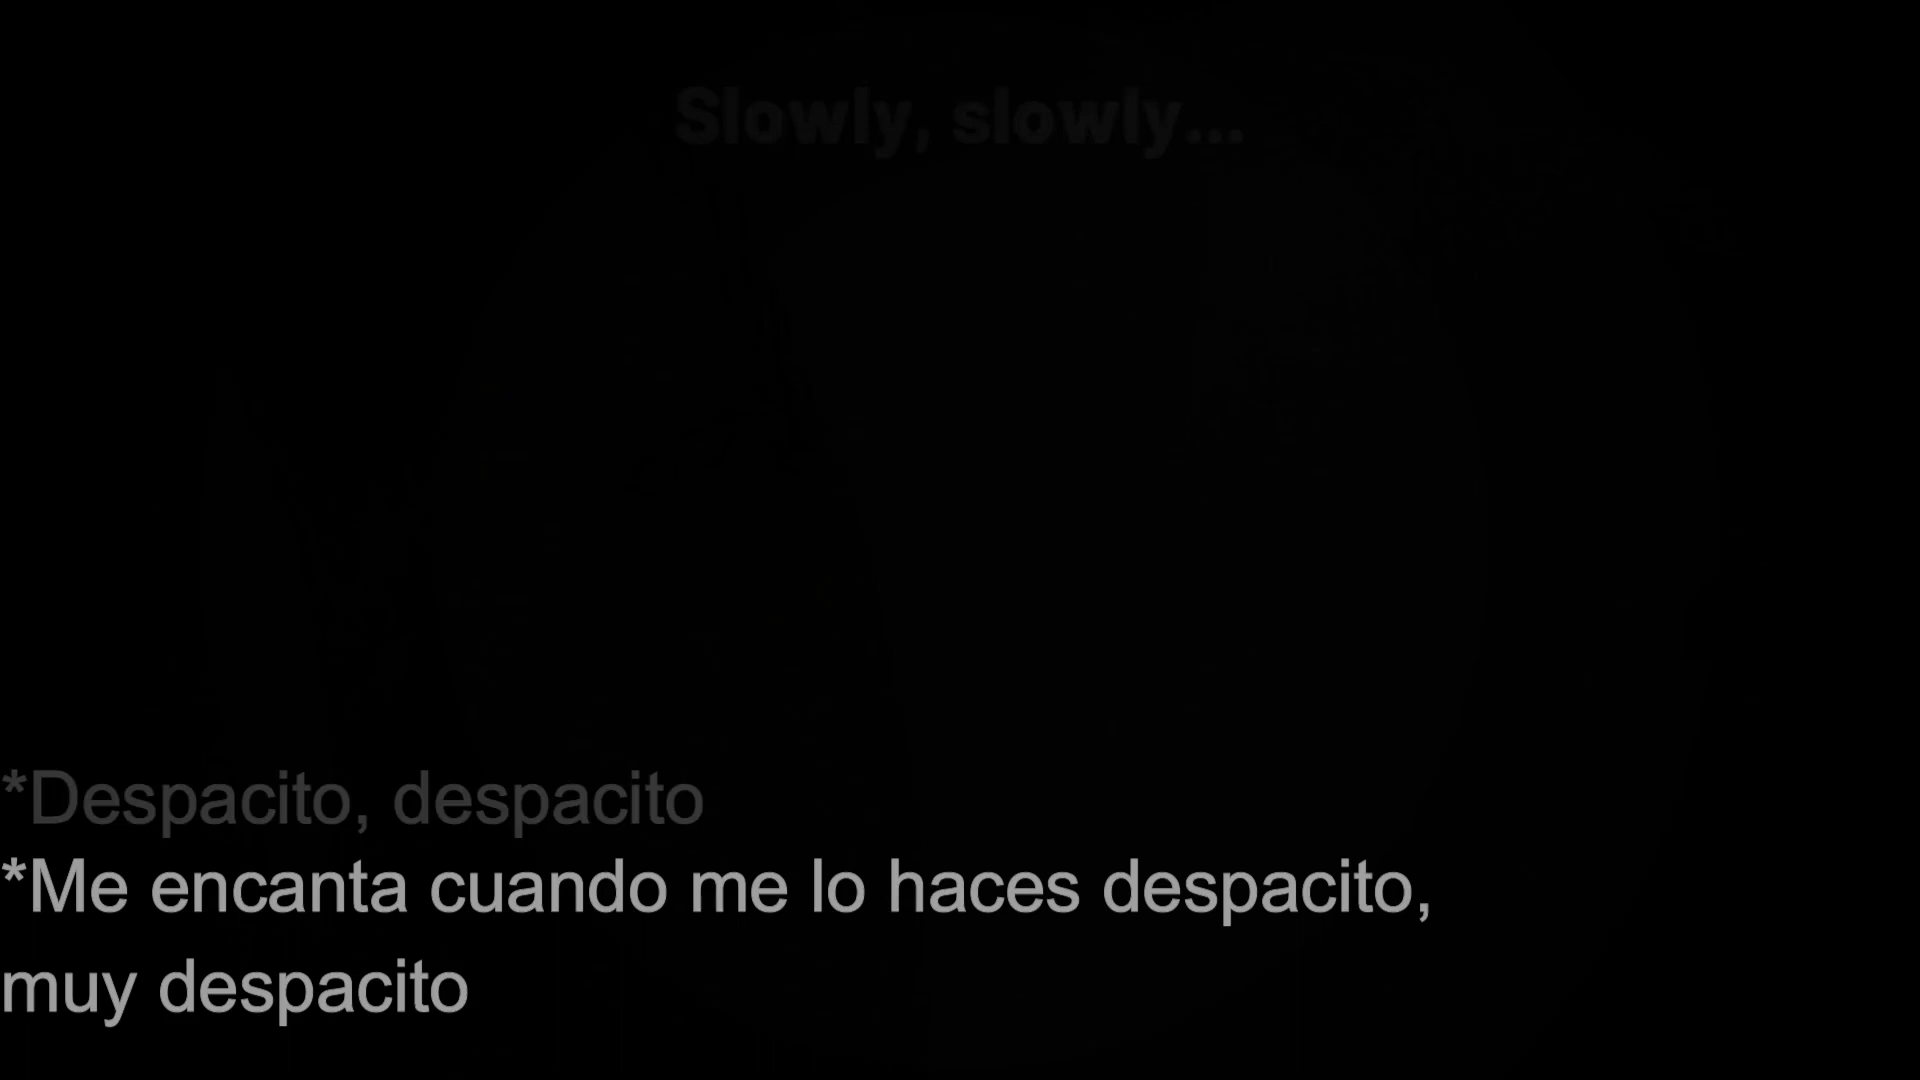 Slowly, slowly...
*Despacito, despacito
*Me encanta cuando me lo haces despacito,
muy despacito